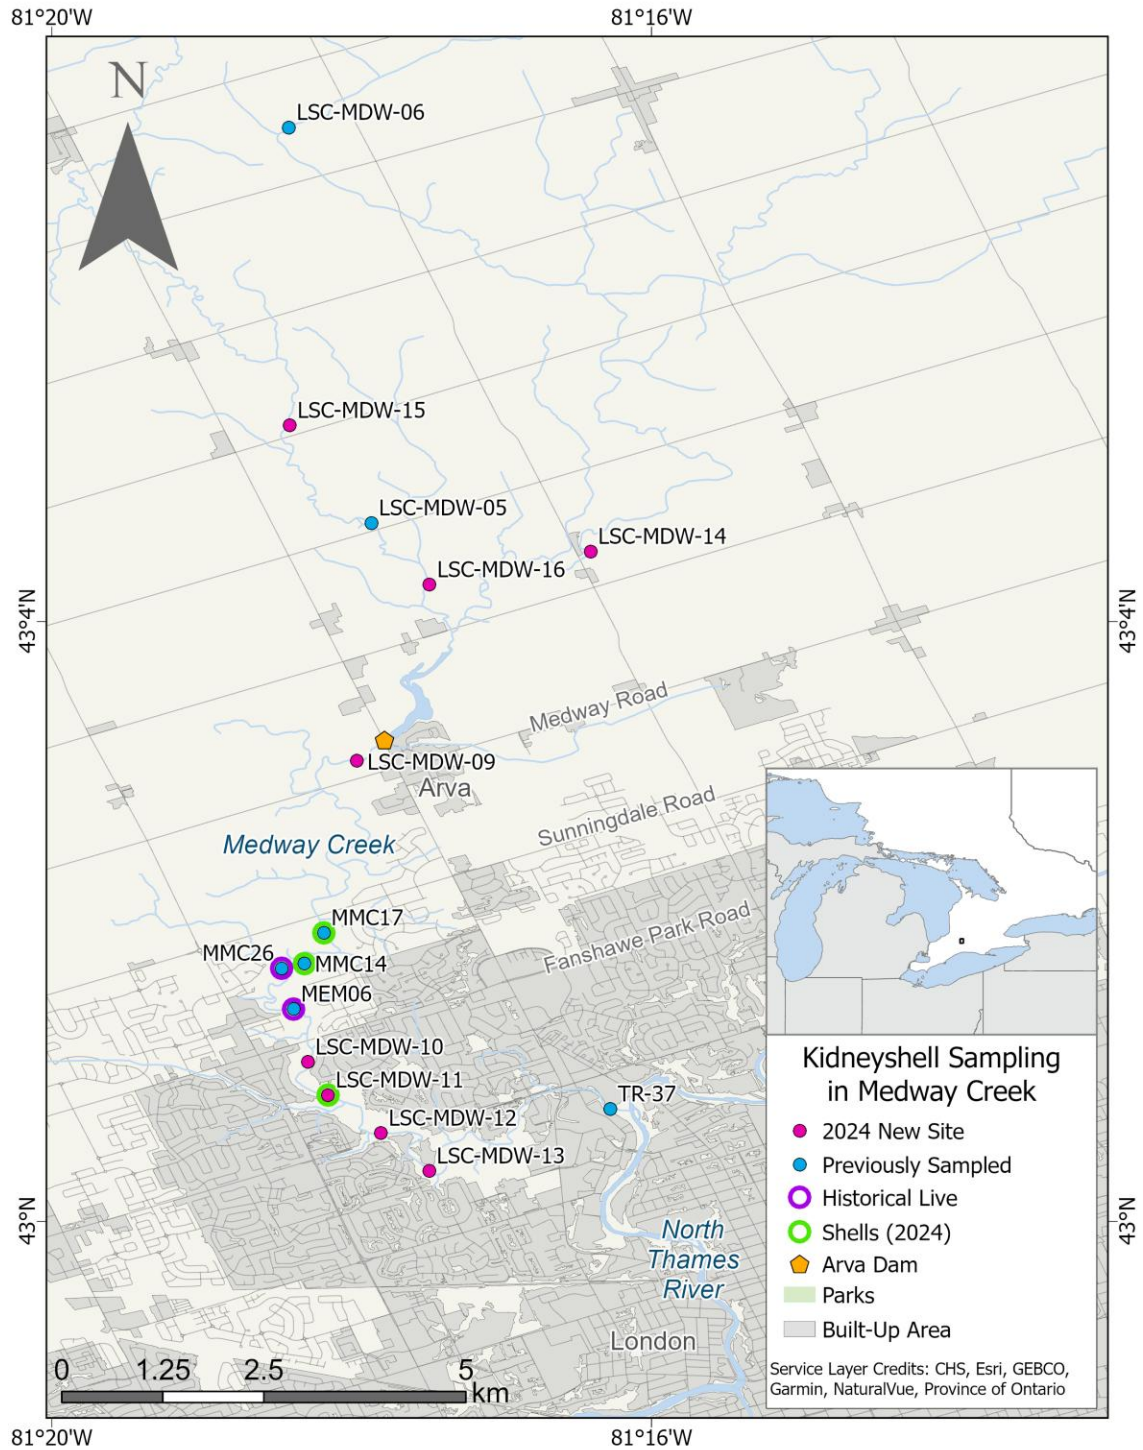 81°20'W
81°16'W
N
LSC-MDW-06
LSC-MDW-15
LSC-MDW-05
LSC-MDW-14
LSC-MDW-16
43°4'N
43°4'N
Medway Road
LSC-MDW-09
Arva
Sunningdale Road
Medway Creek
Fanshawe Park Road
MMC17
MMC26
MMC14
MEM06
LSC-MDW-10
LSC-MDW-11
TR-37
LSC-MDW-12
LSC-MDW-13
43°N
43°N
North
Thames
River
London
Kidneyshell Sampling
in Medway Creek
2024 New Site
Previously Sampled
Historical Live
Shells (2024)
Arva Dam
Parks
Built-Up Area
Service Layer Credits: CHS, Esri, GEBCO,
Garmin, NaturalVue, Province of Ontario
0 1.25 2.5 5
km
81°20'W
81°16'W